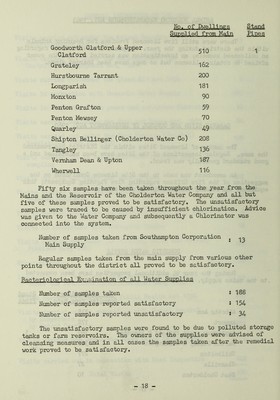 No. of Dwellings Stand
Supplied from Main Pipes
Goodworth Clatford & Upper
Clatford 510 1
Grateley 162
Hurstbourne Tarrant 200
Longparish 181
Monxton 90
Penton Grafton 59
Penton Mewsey 70
Quarley 49
Shipton Bellinger (Cholderton Water Co) 208
Tangley 136
Vernham Dean & Upton 187
Wherwell 116
Fifty six samples have been taken throughout the year from the
Mains and the Reservoir of the Cholderton Water Company and all but
five of these samples proved to be satisfactory. The unsatisfactory
samples were traced to be caused by insufficient chlorination. Advice
was given to the Water Company and subsequently a Chlorinator was
connected into the system.
Number of samples taken from Southampton Corporation
Main Supply : 13
Regular samples taken from the main supply from various other
points throughout the district all proved to be satisfactory.
Bacteriological Examination of all Water Supplies
Number of samples taken : 188
Number of samples reported satisfactory : 154
Number of samples reported unsatisfactory : 34
The unsatisfactory samples were found to be due to polluted storage
tanks or farm reservoirs. The owners of the supplies were advised of
cleansing measures and in all cases the samples taken after the remedial
work proved to be satisfactory.
- 18 -